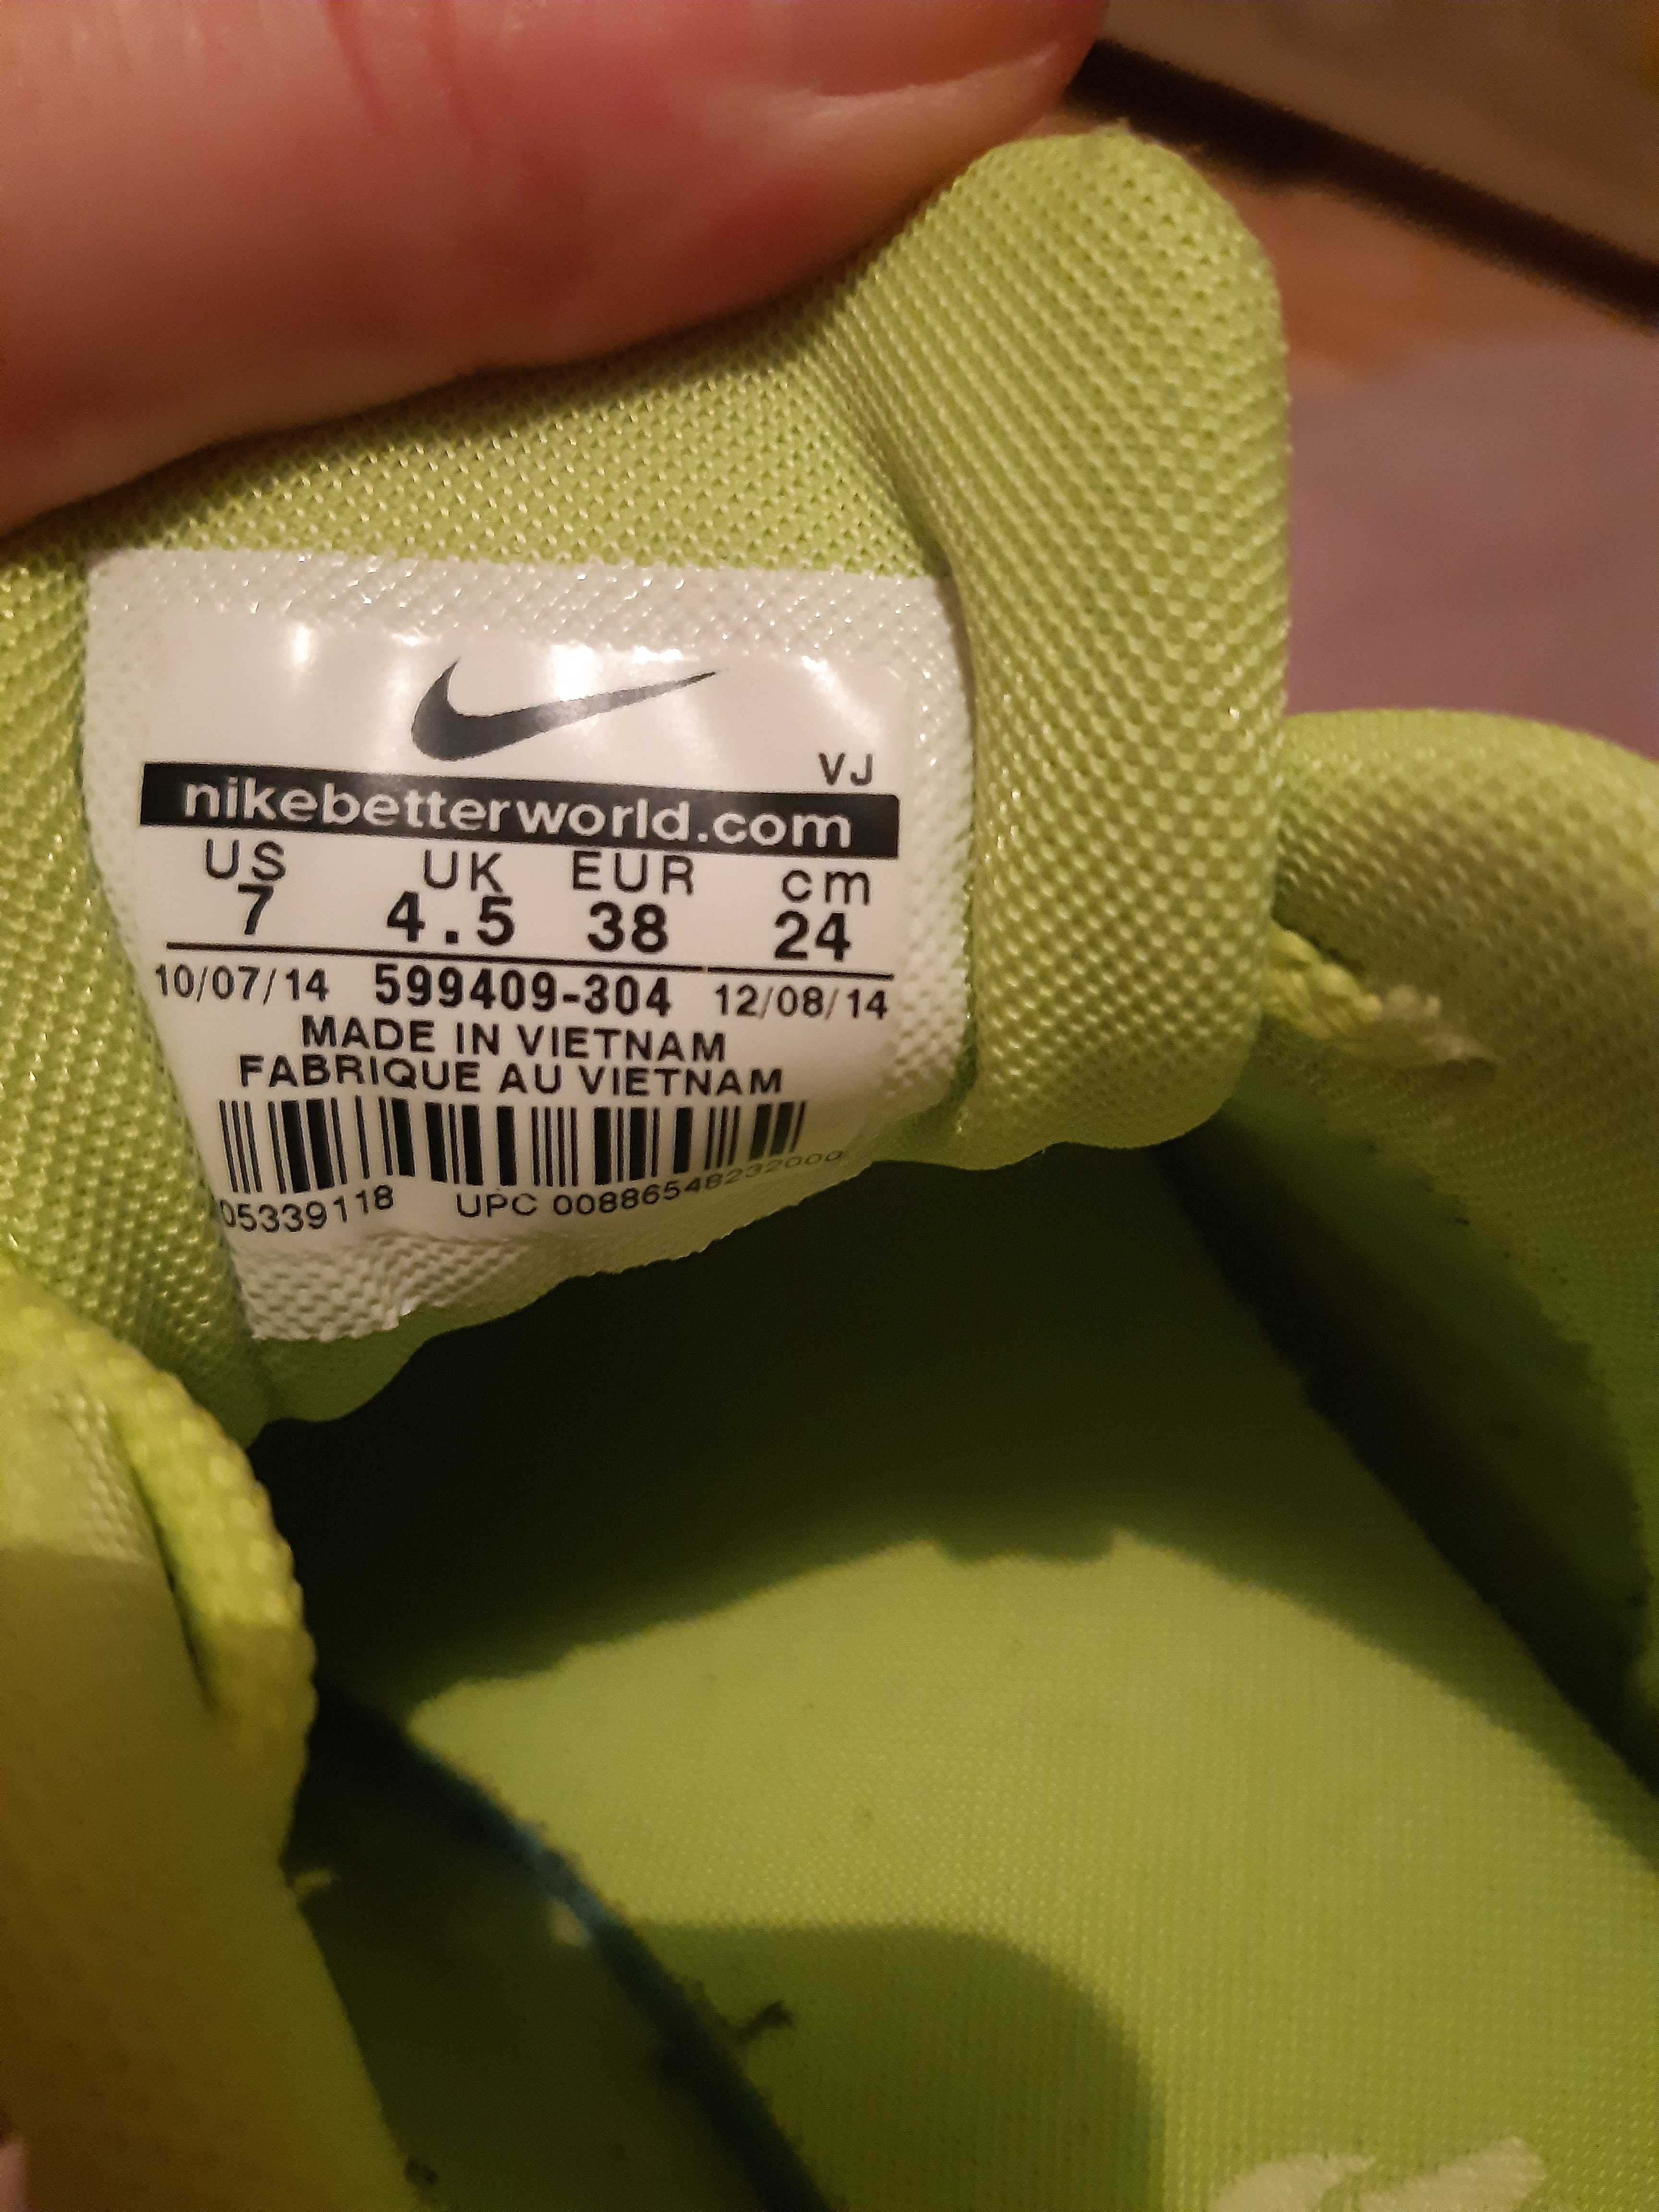 VJ
nikebetterworld.com
US UK EUR cm
7 4.5 38 24
10/07/14 599409-304 12/08/14
MADE IN VIETNAM
FABRIQUE AU VIETNAM
05339118 UPC 00886548232000